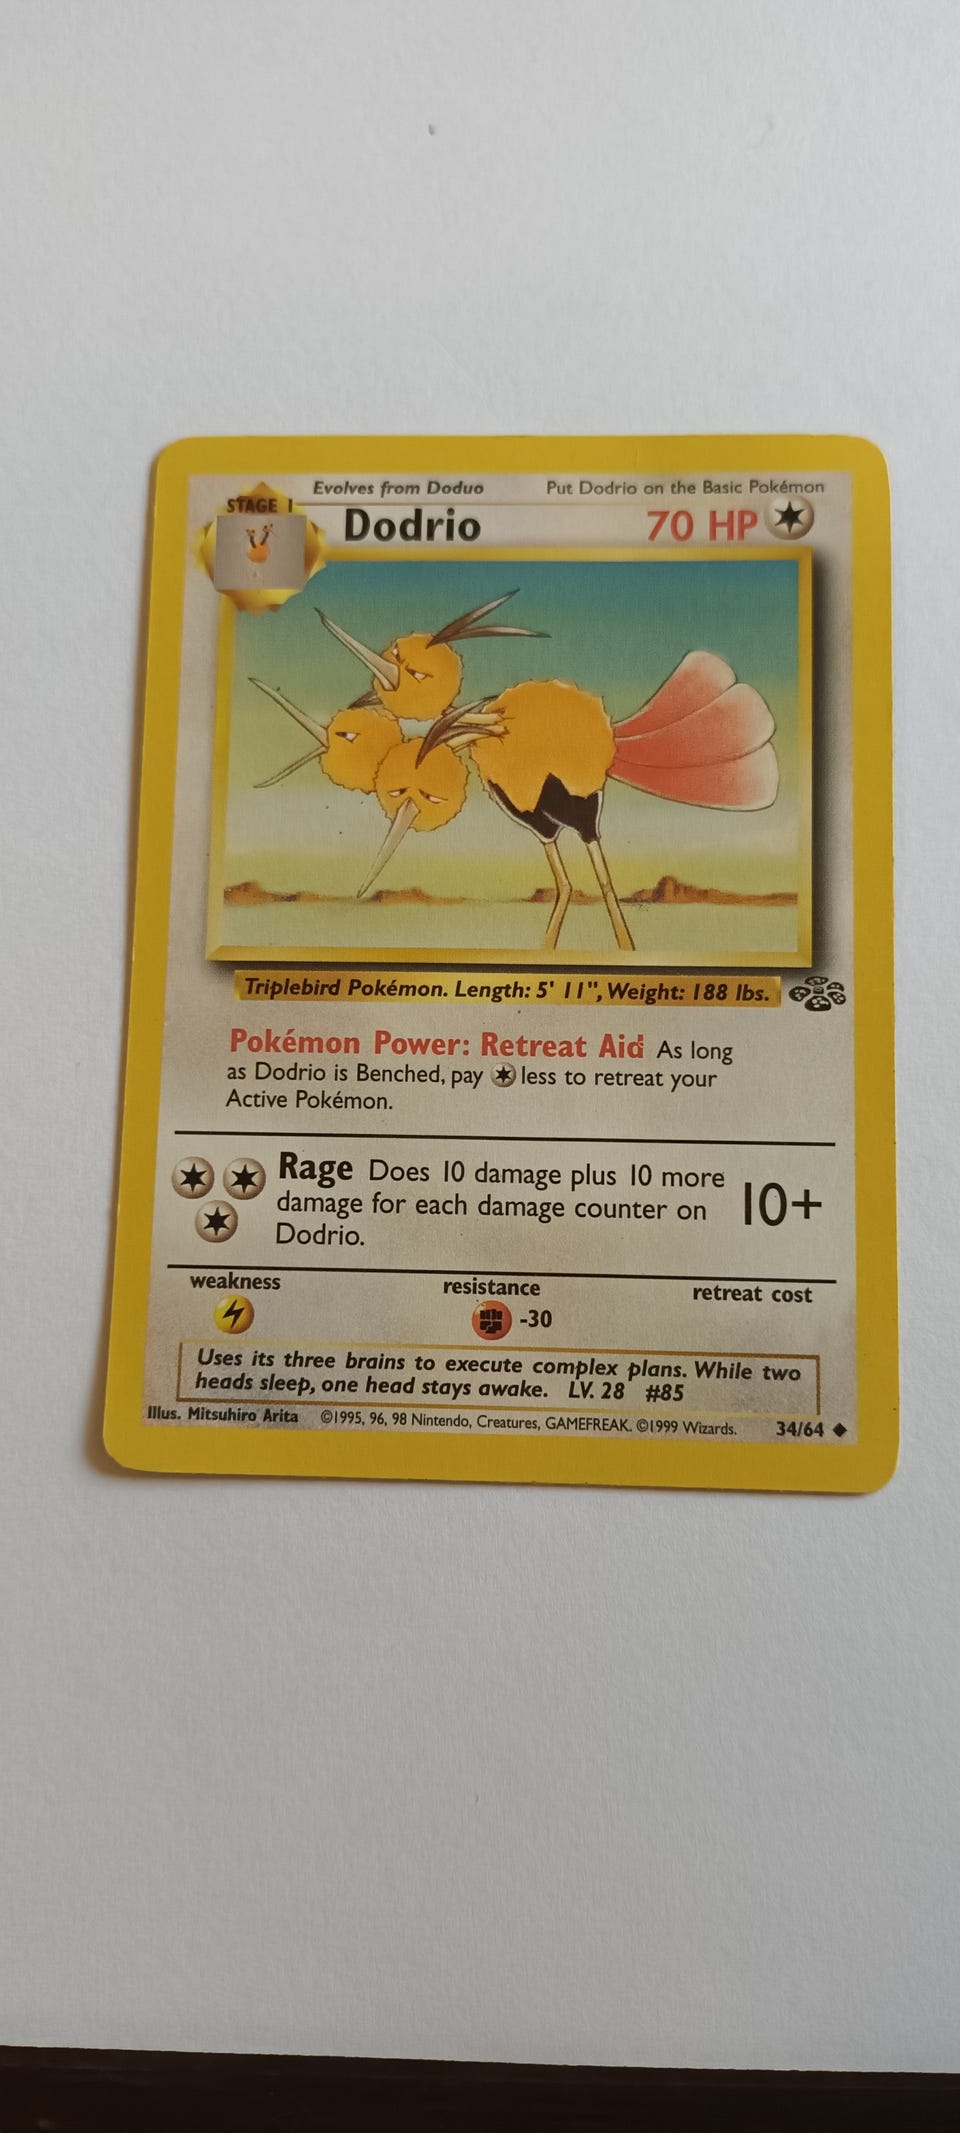 Evolves from Doduo Put Dodrio on the Basic Pokémon
STAGE 1
Dodrio 70 HP
Triplebird Pokémon. Length: 5' 11", Weight: 188 lbs.
Pokémon Power: Retreat Aid As long
as Dodrio is Benched, pay less to retreat your
Active Pokémon.
Rage Does 10 damage plus 10 more
damage for each damage counter on
Dodrio.
10+
weakness resistance retreat cost
-30
Uses its three brains to execute complex plans. While two
heads sleep, one head stays awake. LV. 28 #85
Illus. Mitsuhiro Arita ©1995, 96, 98 Nintendo, Creatures, GAMEFREAK. ©1999 Wizards. 34/64